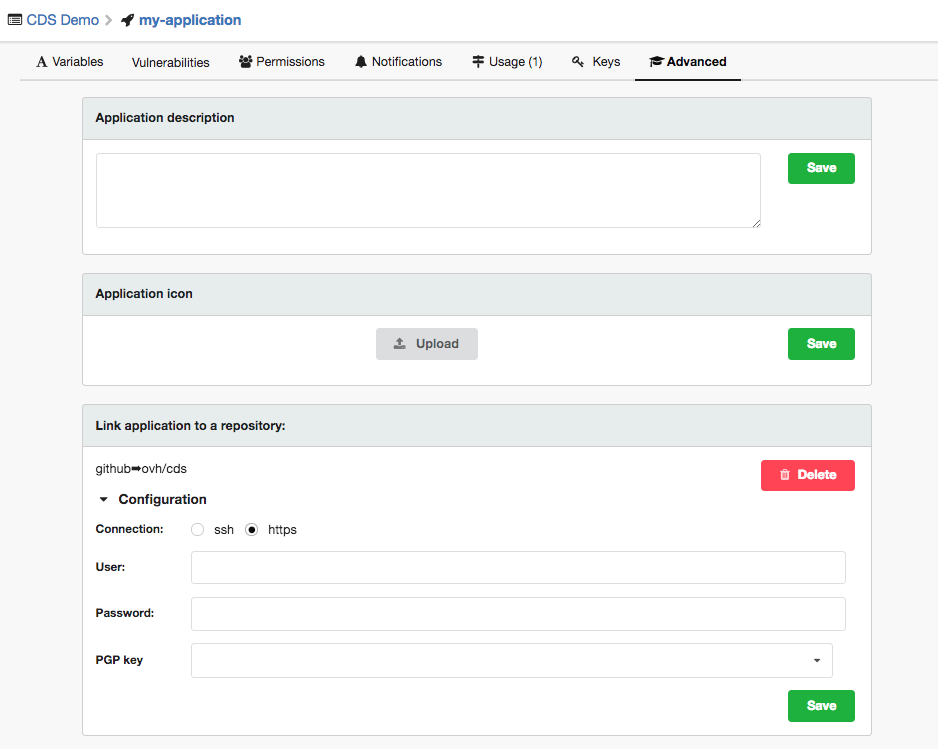 CDS Demo my-application
Variables Vulnerabilities Permissions Notifications Usage (1) Keys Advanced
Application description
Save
Application icon
Upload Save
Link application to a repository:
github➡ovh/cds
Delete
Configuration
Connection: ssh https
User:
Password:
PGP key
Save